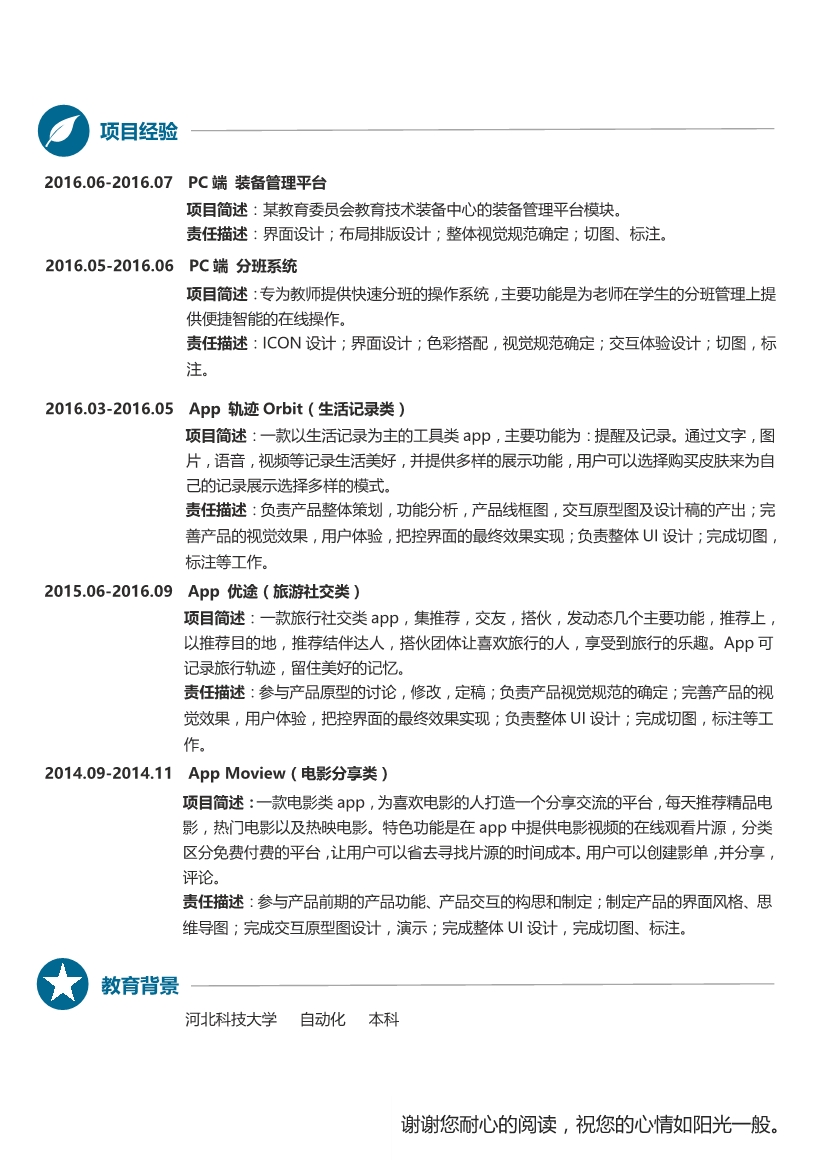 项目经验
2016.06-2016.07 PC 端 装备管理平台
项目简述：某教育委员会教育技术装备中心的装备管理平台模块。
责任描述：界面设计；布局排版设计；整体视觉规范确定；切图、标注。
2016.05-2016.06 PC 端 分班系统
项目简述：专为教师提供快速分班的操作系统，主要功能是为老师在学生的分班管理上提
供便捷智能的在线操作。
责任描述：ICON 设计；界面设计；色彩搭配，视觉规范确定；交互体验设计；切图，标
注。
2016.03-2016.05 App 轨迹 Orbit（生活记录类）
项目简述：一款以生活记录为主的工具类 app，主要功能为：提醒及记录。通过文字，图
片，语音，视频等记录生活美好，并提供多样的展示功能，用户可以选择购买皮肤来为自
己的记录展示选择多样的模式。
责任描述：负责产品整体策划，功能分析，产品线框图，交互原型图及设计稿的产出；完
善产品的视觉效果，用户体验，把控界面的最终效果实现；负责整体 UI 设计；完成切图，
标注等工作。
2015.06-2016.09 App 优途（旅游社交类）
项目简述：一款旅行社交类 app，集推荐，交友，搭伙，发动态几个主要功能，推荐上，
以推荐目的地，推荐结伴达人，搭伙团体让喜欢旅行的人，享受到旅行的乐趣。App 可
记录旅行轨迹，留住美好的记忆。
责任描述：参与产品原型的讨论，修改，定稿；负责产品视觉规范的确定；完善产品的视
觉效果，用户体验，把控界面的最终效果实现；负责整体 UI 设计；完成切图，标注等工
作。
2014.09-2014.11 App Moview（电影分享类）
项目简述：一款电影类 app，为喜欢电影的人打造一个分享交流的平台，每天推荐精品电
影，热门电影以及热映电影。特色功能是在 app 中提供电影视频的在线观看片源，分类
区分免费付费的平台，让用户可以省去寻找片源的时间成本。用户可以创建影单，并分享，
评论。
责任描述：参与产品前期的产品功能、产品交互的构思和制定；制定产品的界面风格、思
维导图；完成交互原型图设计，演示；完成整体 UI 设计，完成切图、标注。
教育背景
河北科技大学 自动化 本科
谢谢您耐心的阅读，祝您的心情如阳光一般。